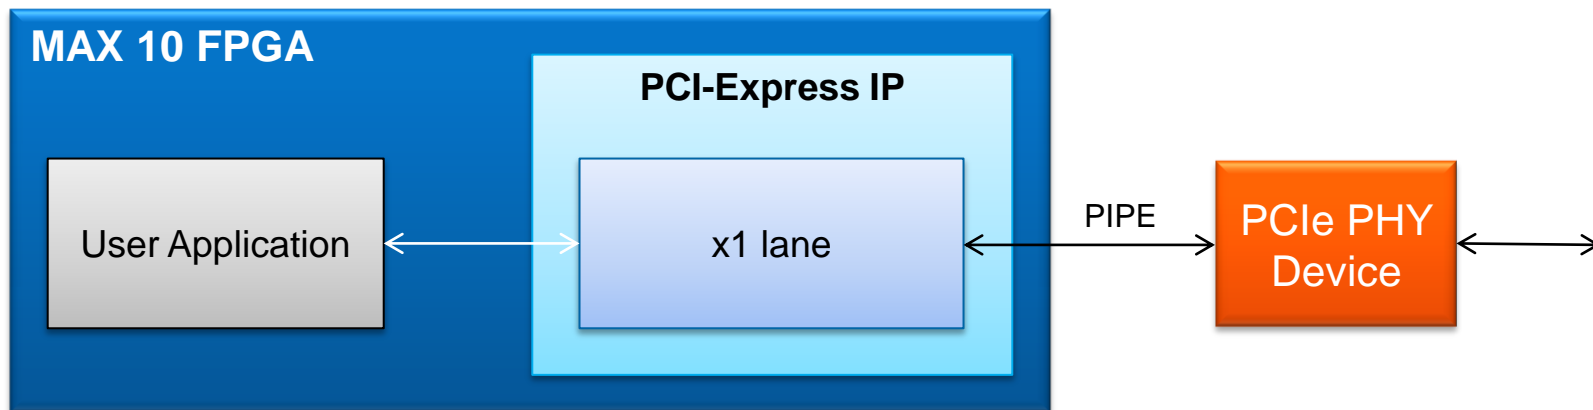 MAX 10 FPGA
PCI-Express IP
User Application
x1 lane
PIPE
PCIe PHY
Device